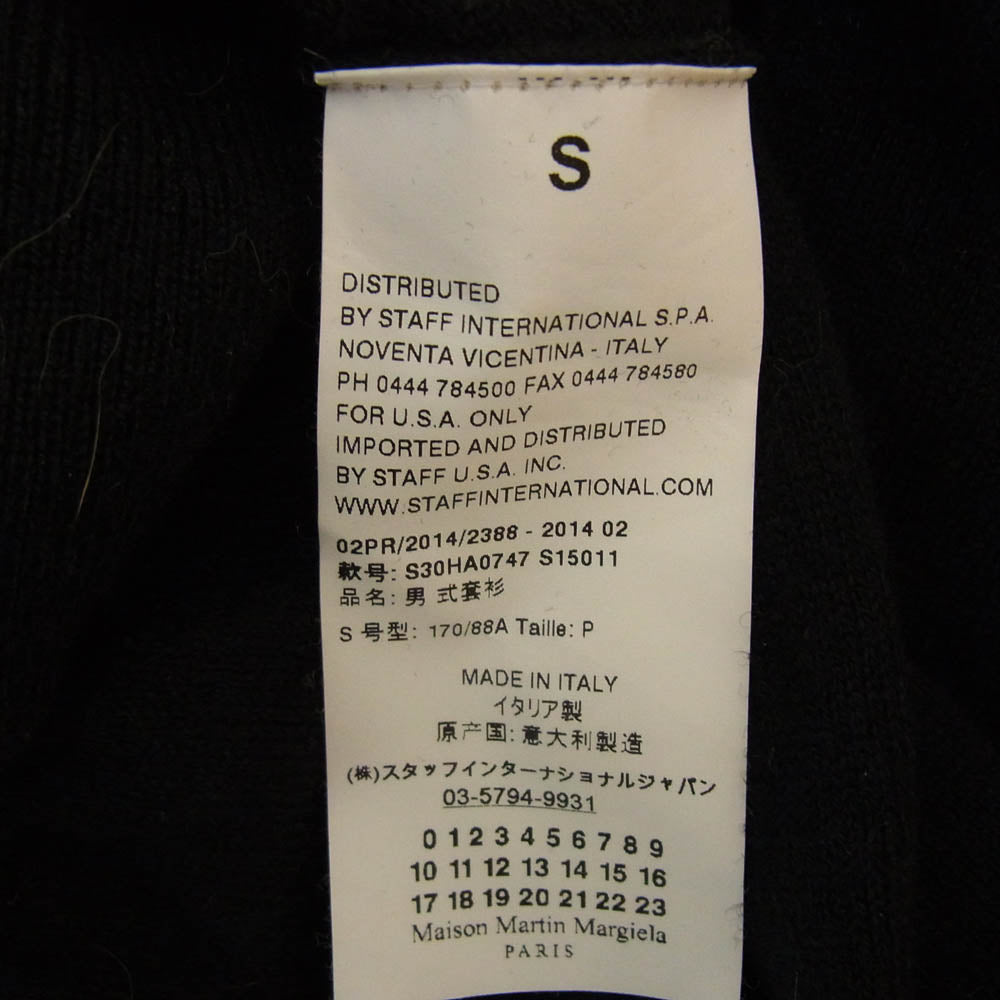 S
DISTRIBUTED
BY STAFF INTERNATIONAL S.P.A.
NOVENTA VICENTINA - ITALY
PH 0444 784500 FAX 0444 784580
FOR U.S.A. ONLY
IMPORTED AND DISTRIBUTED
BY STAFF U.S.A. INC.
WWW.STAFFINTERNATIONAL.COM
02PR/2014/2388 - 2014 02
款号: S30HA0747 S15011
品名: 男 式套衫
S 号型: 170/88A Taille: P
MADE IN ITALY
イタリア製
原产国: 意大利製造
(株)スタッフインターナショナルジャパン
03-5794-9931
0 1 2 3 4 5 6 7 8 9
10 11 12 13 14 15 16
17 18 19 20 21 22 23
Maison Martin Margiela
PARIS